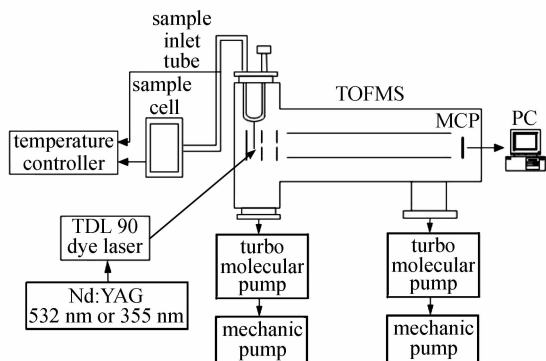 sample
inlet
tube
sample
cell
TOFMS
MCP
PC
temperature
controller
TDL 90
dye laser
Nd:YAG
532 nm or 355 nm
turbo
molecular
pump
mechanic
pump
turbo
molecular
pump
mechanic
pump